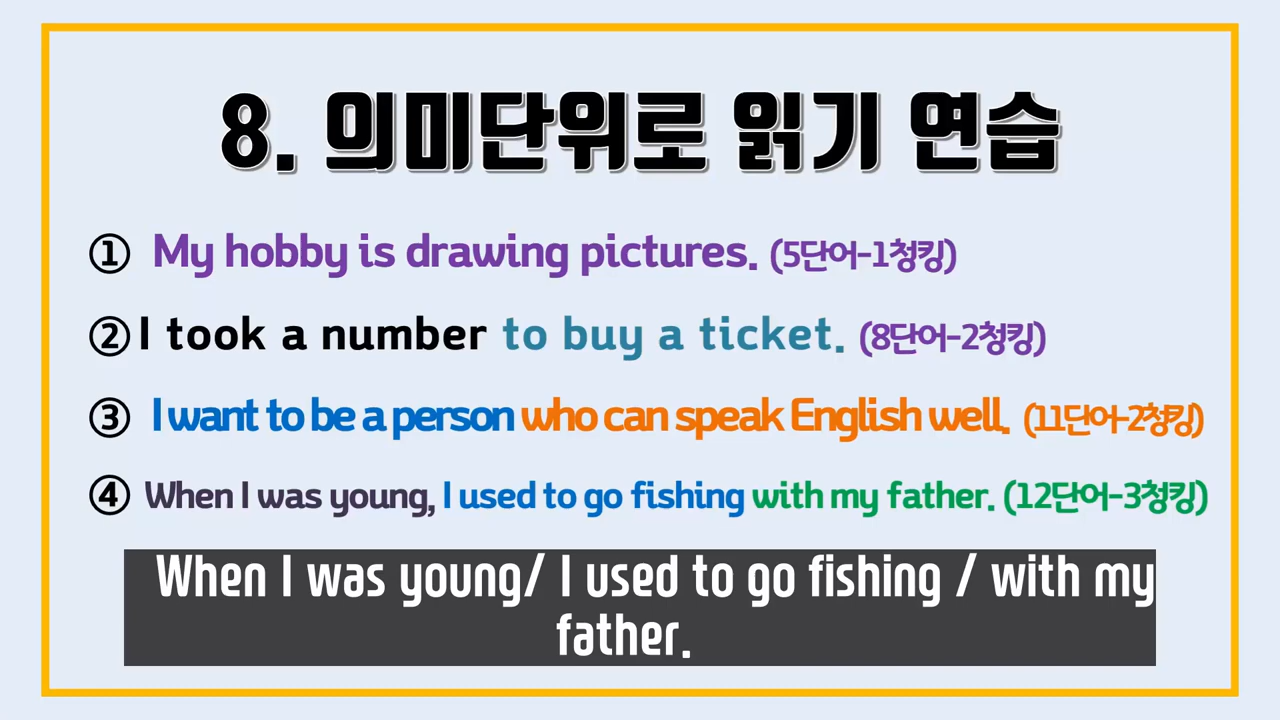 8. 의미단위로 읽기 연습
① My hobby is drawing pictures. (5단어-1청킹)
② I took a number to buy a ticket. (8단어-2청킹)
③ I want to be a person who can speak English well. (11단어-2청킹)
④ When I was young, I used to go fishing with my father. (12단어-3청킹)
When I was young/ I used to go fishing / with my
father.